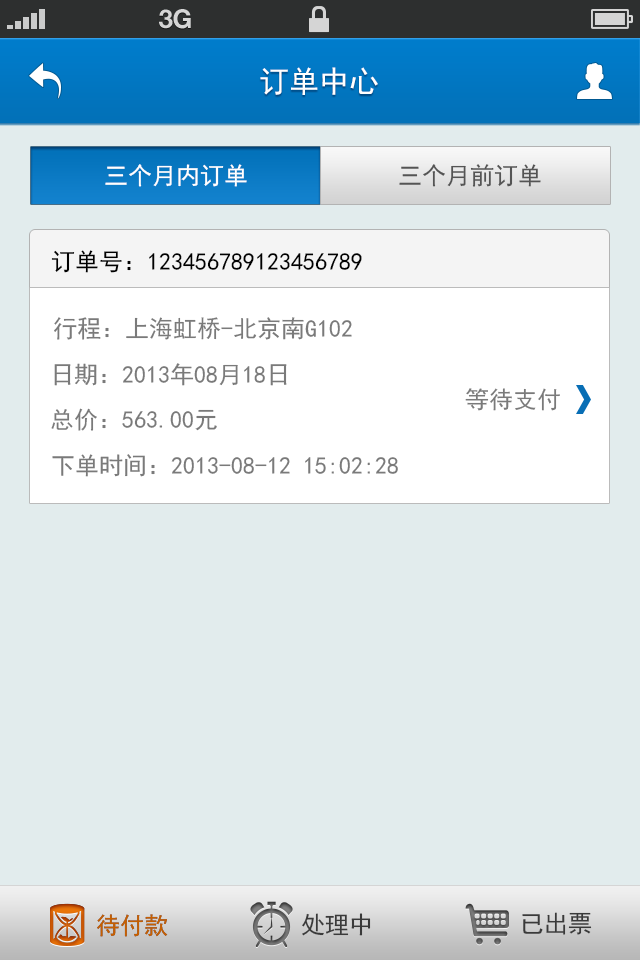 3G
订单中心
三个月内订单 三个月前订单
订单号：123456789123456789
行程：上海虹桥-北京南G102
日期：2013年08月18日
等待支付
总价：563.00元
下单时间：2013-08-12 15:02:28
待付款 处理中 已出票